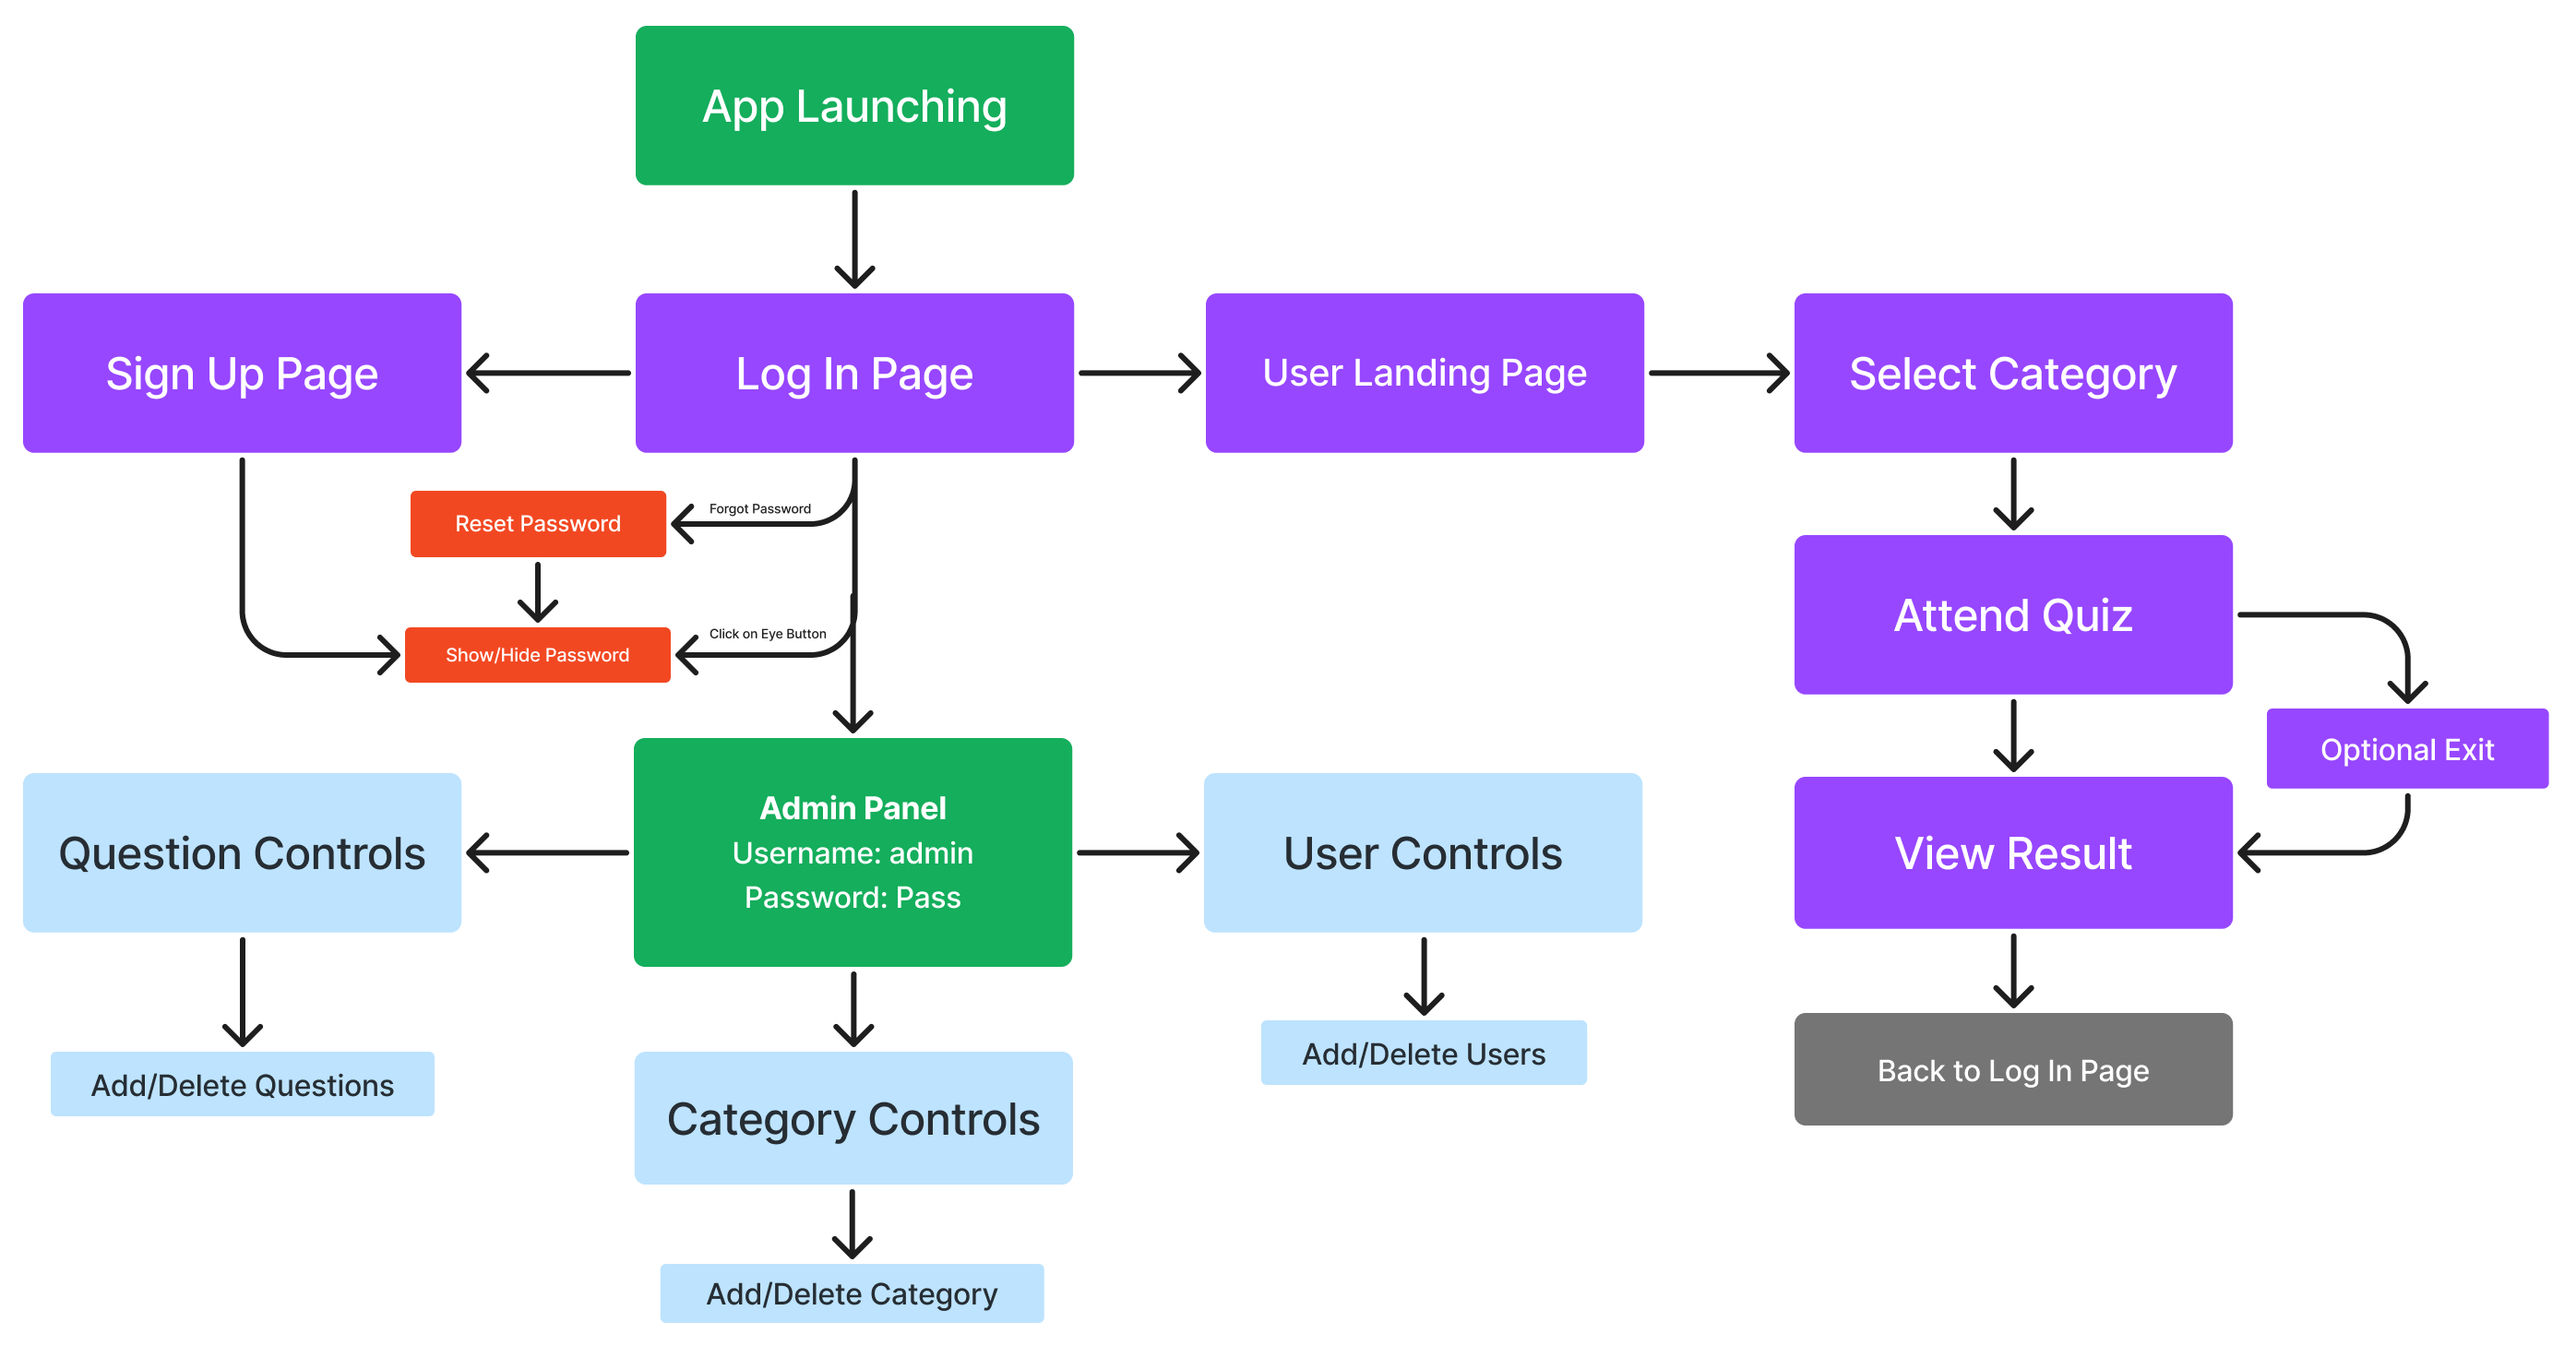 App Launching
Sign Up Page
Log In Page
User Landing Page
Select Category
Forgot Password
Reset Password
Click on Eye Button
Show/Hide Password
Attend Quiz
Optional Exit
Admin Panel
Username: admin
Password: Pass
Question Controls
User Controls
View Result
Add/Delete Questions
Category Controls
Add/Delete Users
Back to Log In Page
Add/Delete Category